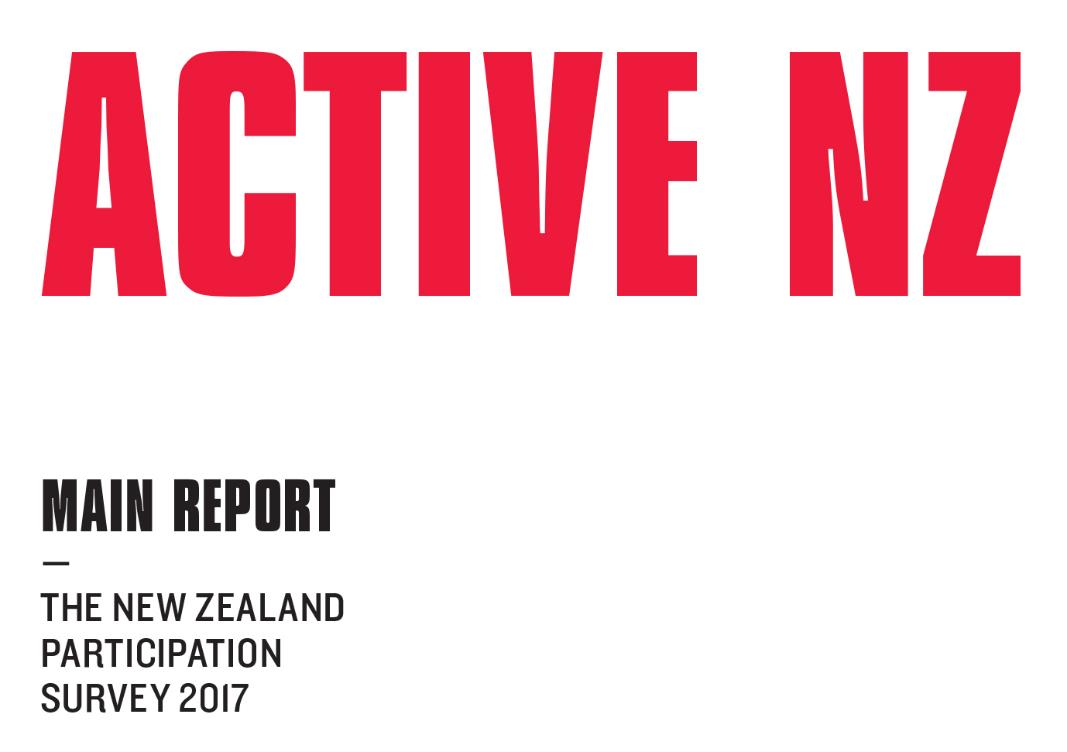 ACTIVE NZ
MAIN REPORT
—
THE NEW ZEALAND
PARTICIPATION
SURVEY 2017